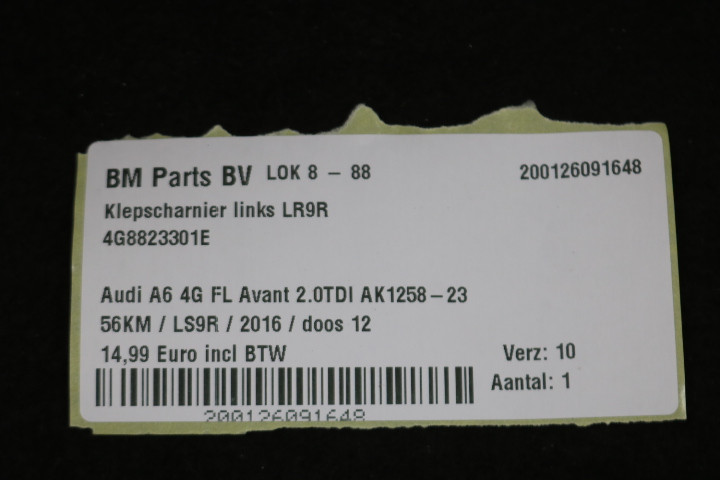 BM Parts BV LOK 8 – 88 200126091648
Klepscharnier links LR9R
4G8823301E
Audi A6 4G FL Avant 2.0TDI AK1258–23
56KM / LS9R / 2016 / doos 12
14,99 Euro incl BTW Verz: 10
Aantal: 1
200126091648